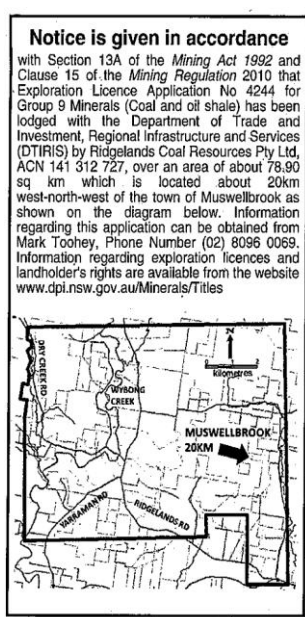 Notice is given in accordance
with Section 13A of the Mining Act 1992 and
Clause 15 of the Mining Regulation 2010 that
Exploration Licence Application No 4244 for
Group 9 Minerals (Coal and oil shale) has been
lodged with the Department of Trade and
Investment, Regional Infrastructure and Services
(DTIRIS) by Ridgelands Coal Resources Pty Ltd,
ACN 141 312 727, over an area of about 78.90
sq km which is located about 20km
west-north-west of the town of Muswellbrook as
shown on the diagram below. Information
regarding this application can be obtained from
Mark Toohey, Phone Number (02) 8096 0069.
Information regarding exploration licences and
landholder's rights are available from the website
www.dpi.nsw.gov.au/Minerals/Titles
DRY CREEK RD
WYBONG
CREEK
N
0 2
kilometres
MUSWELLBROOK
20KM
YARRAMAN RD
RIDGELANDS RD